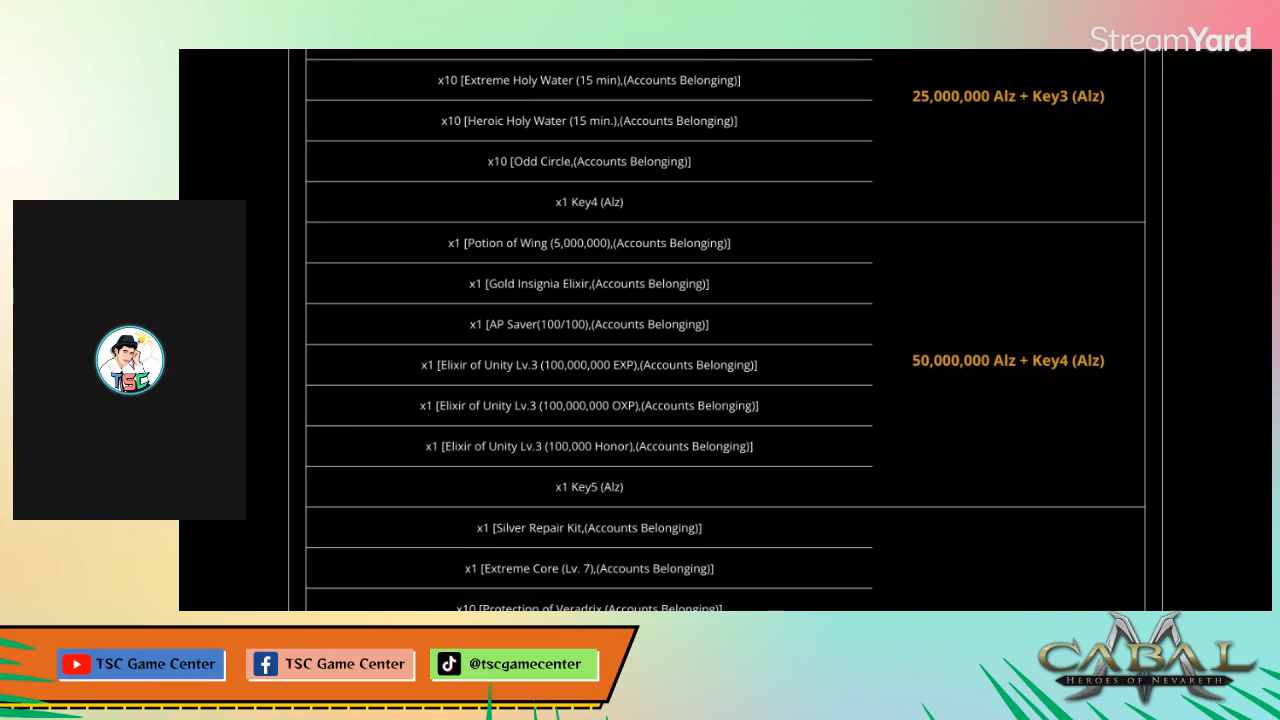 StreamYard
x10 [Extreme Holy Water (15 min),(Accounts Belonging)]
25,000,000 Alz + Key3 (Alz)
x10 [Heroic Holy Water (15 min.),(Accounts Belonging)]
x10 [Odd Circle,(Accounts Belonging)]
x1 Key4 (Alz)
x1 [Potion of Wing (5,000,000),(Accounts Belonging)]
x1 [Gold Insignia Elixir,(Accounts Belonging)]
x1 [AP Saver(100/100),(Accounts Belonging)]
x1 [Elixir of Unity Lv.3 (100,000,000 EXP),(Accounts Belonging)]
50,000,000 Alz + Key4 (Alz)
x1 [Elixir of Unity Lv.3 (100,000,000 OXP),(Accounts Belonging)]
x1 [Elixir of Unity Lv.3 (100,000 Honor),(Accounts Belonging)]
x1 Key5 (Alz)
x1 [Silver Repair Kit,(Accounts Belonging)]
x1 [Extreme Core (Lv. 7),(Accounts Belonging)]
x10 [Protection of Veradrix,(Accounts Belonging)]
TSC
TSC Game Center
TSC Game Center
@tscgamecenter
CABAL M
HEROES OF NEVARETH